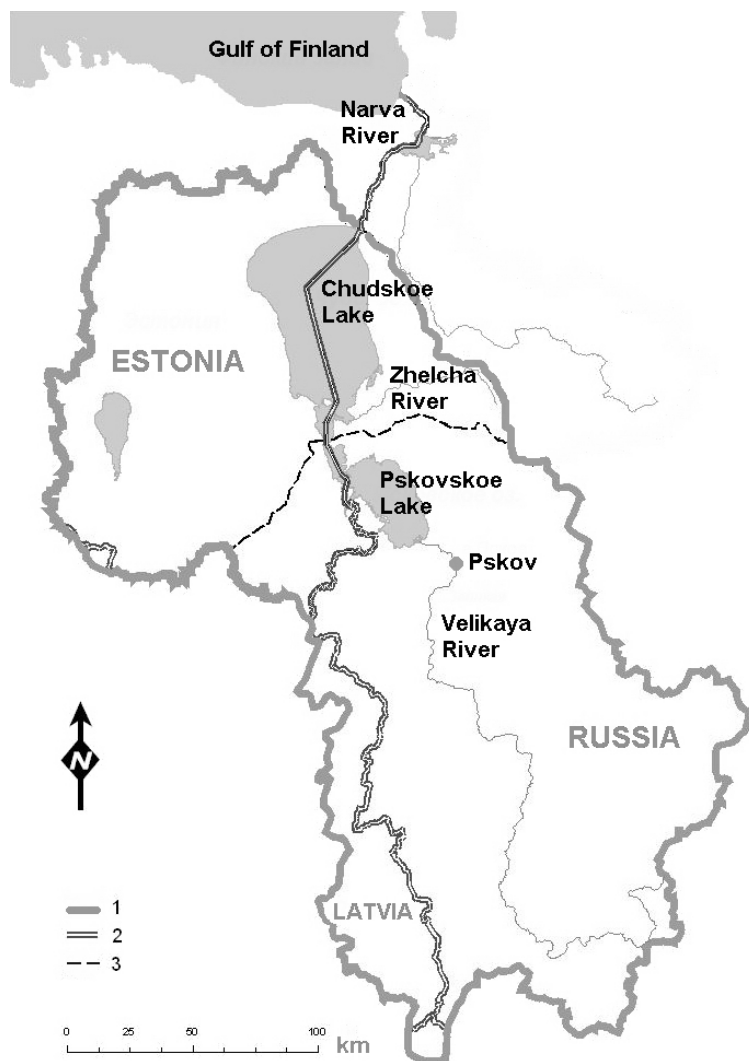 Gulf of Finland
Narva
River
Chudskoe
Lake
ESTONIA
Zhelcha
River
Pskovskoe
Lake
Pskov
Velikaya
River
RUSSIA
N
LATVIA
1
2
3
0 25 50 100
km